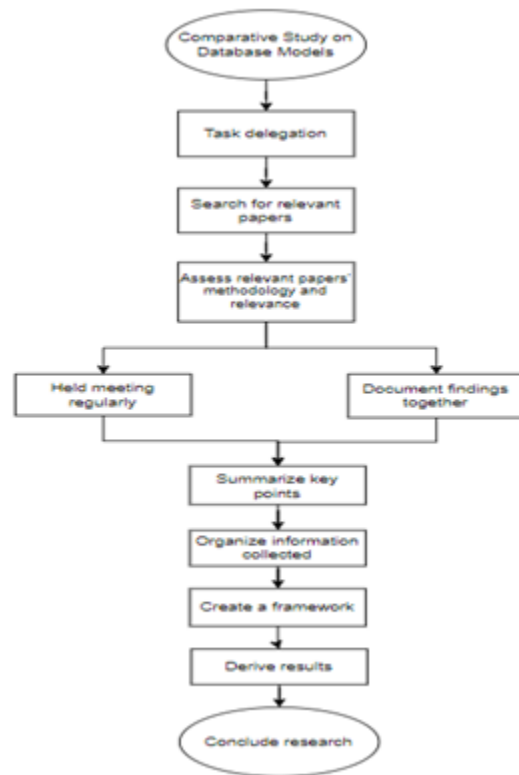 Comparative Study on
Database Models
Task delegation
Search for relevant
papers
Assess relevant papers'
methodology and
relevance
Held meeting
regularly
Document findings
together
Summarize key
points
Organize information
collected
Create a framework
Derive results
Conclude research